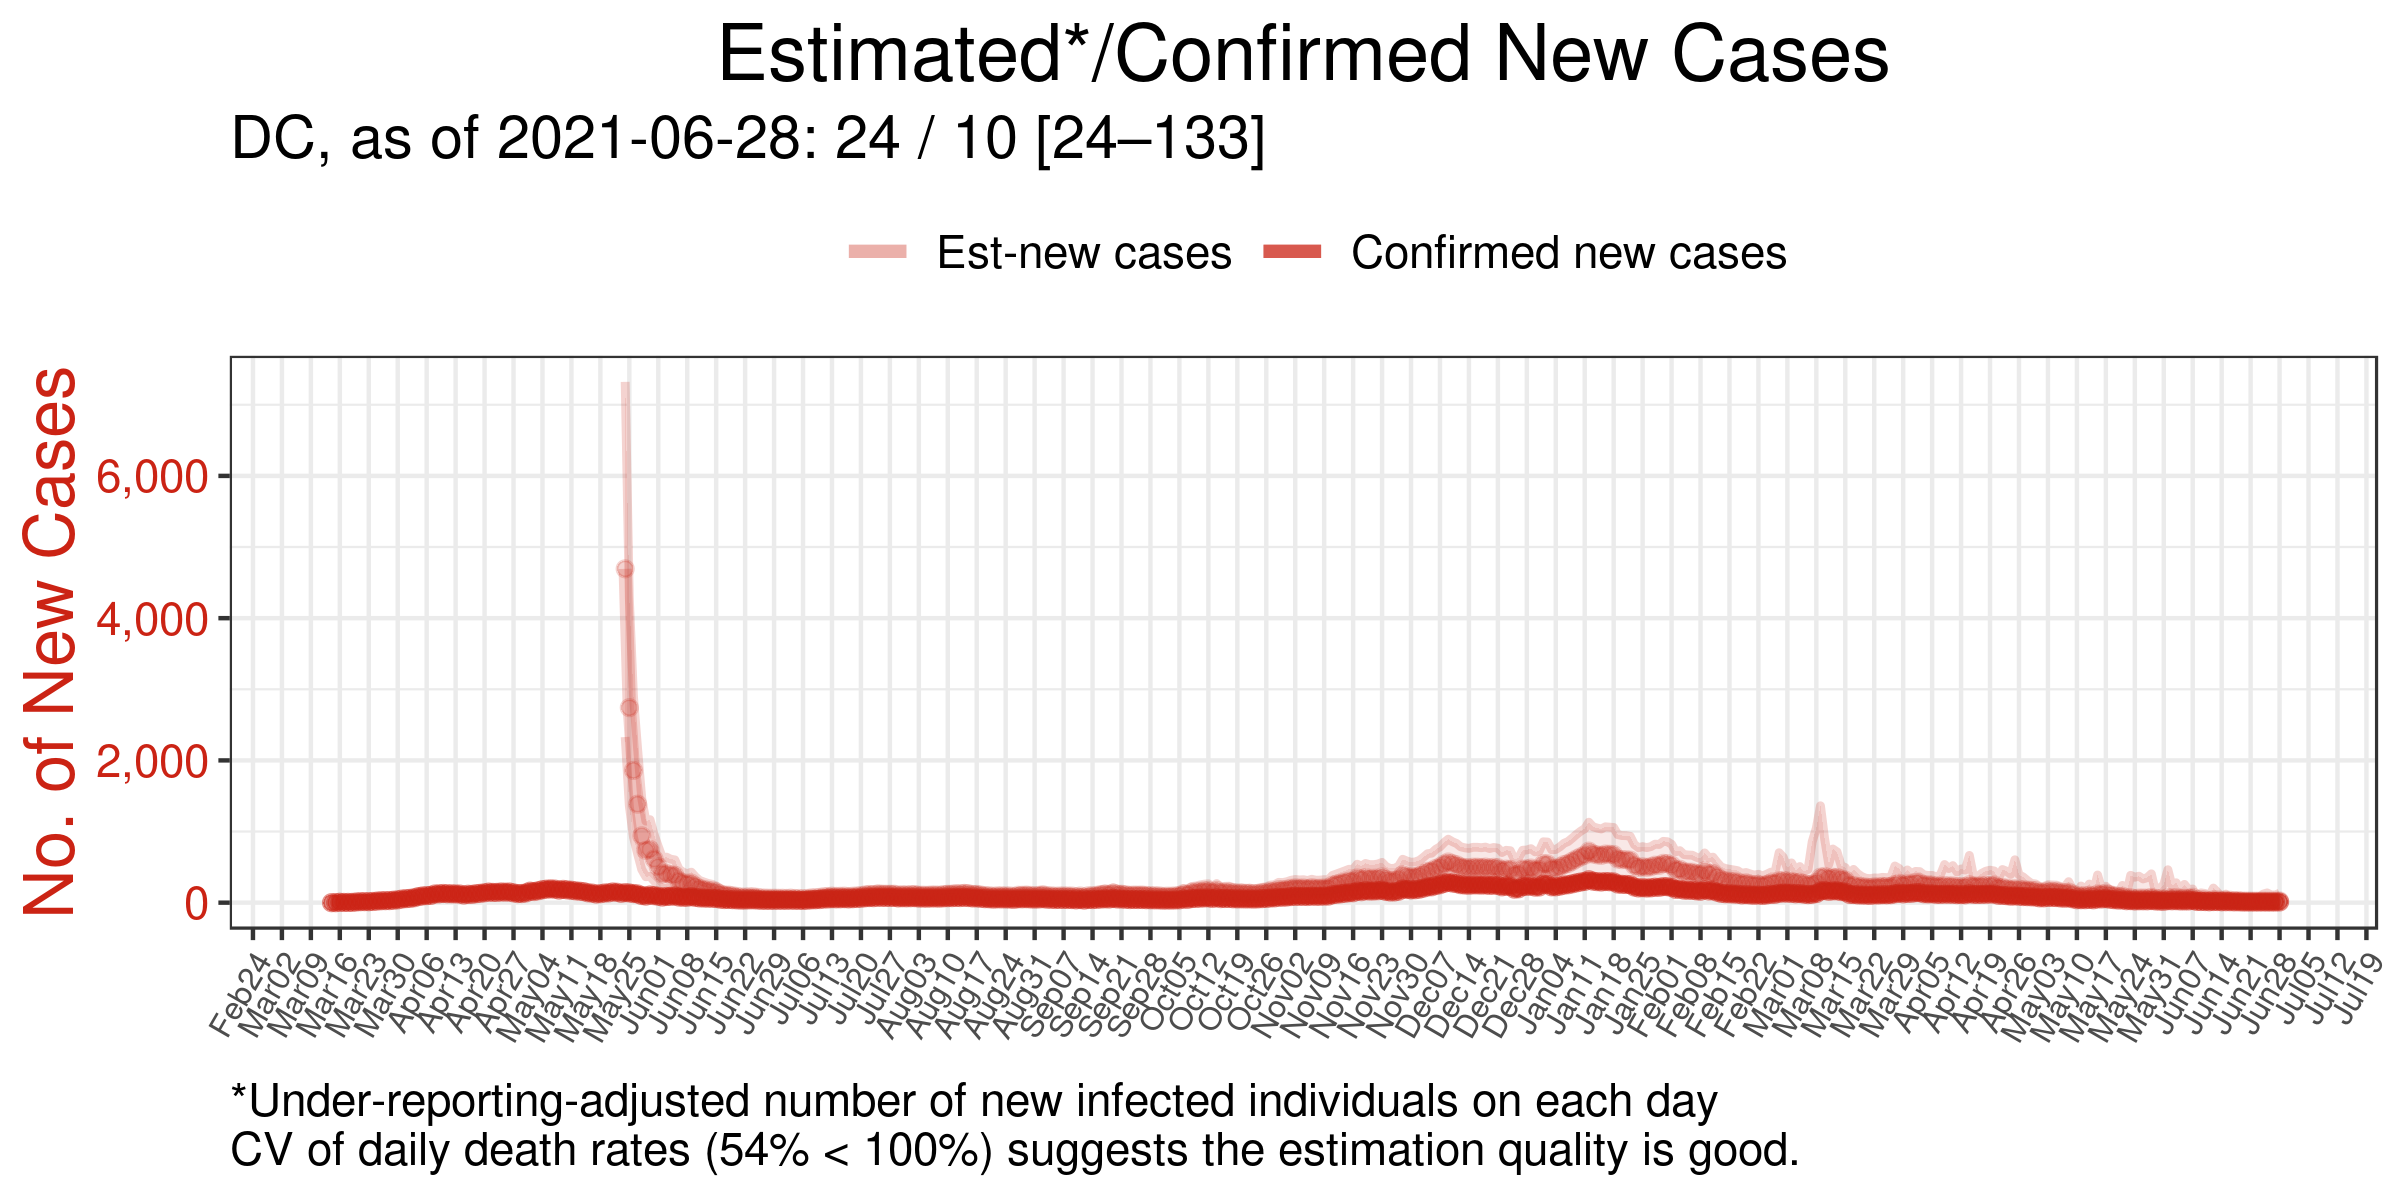 Estimated*/Confirmed New Cases
DC, as of 2021-06-28: 24 / 10 [24–133]
Est-new cases Confirmed new cases
No. of New Cases
6,000
4,000
2,000
0
Feb24 Mar02 Mar09 Mar16 Mar23 Mar30 Apr06 Apr13 Apr20 Apr27 May04 May11 May18 May25 Jun01 Jun08 Jun15 Jun22 Jun29 Jul06 Jul13 Jul20 Jul27 Aug03 Aug10 Aug17 Aug24 Aug31 Sep07 Sep14 Sep21 Sep28 Oct05 Oct12 Oct19 Oct26 Nov02 Nov09 Nov16 Nov23 Nov30 Dec07 Dec14 Dec21 Dec28 Jan04 Jan11 Jan18 Jan25 Feb01 Feb08 Feb15 Feb22 Mar01 Mar08 Mar15 Mar22 Mar29 Apr05 Apr12 Apr19 Apr26 May03 May10 May17 May24 May31 Jun07 Jun14 Jun21 Jun28 Jul05 Jul12 Jul19
*Under-reporting-adjusted number of new infected individuals on each day
CV of daily death rates (54% < 100%) suggests the estimation quality is good.